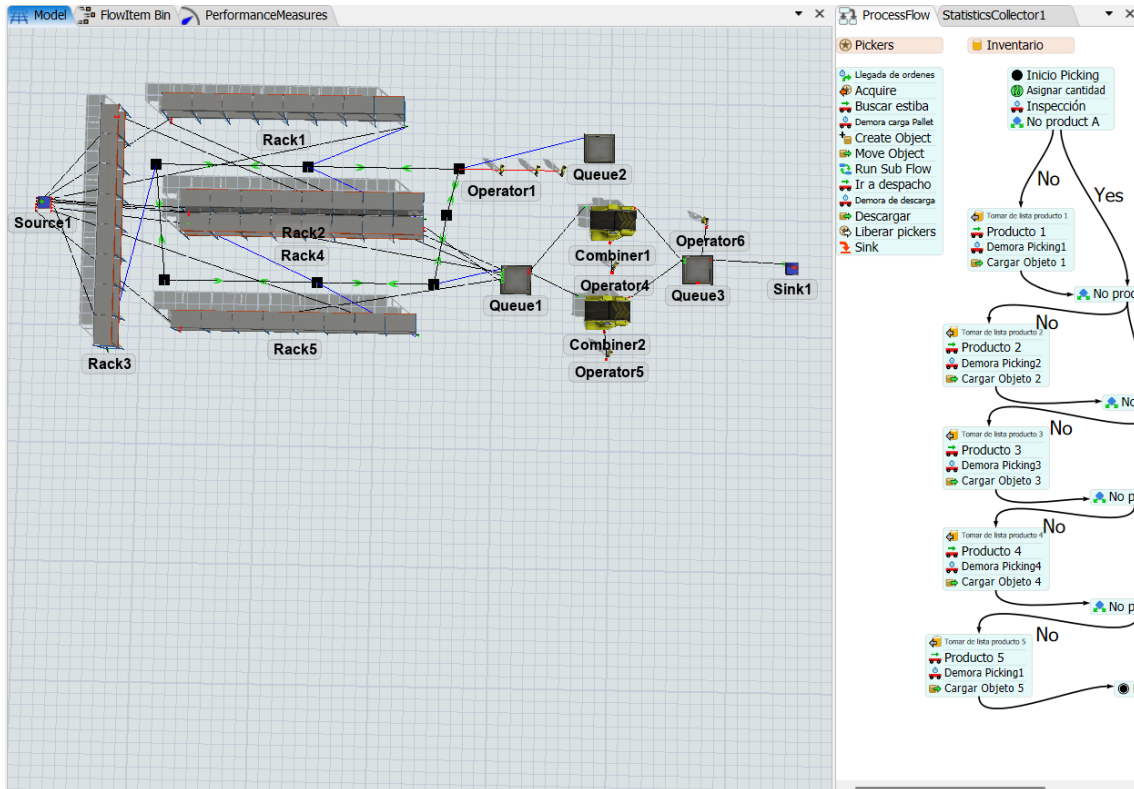 Model
FlowItem Bin
PerformanceMeasures
ProcessFlow
StatisticsCollector1
Rack1
Source1
Rack2
Rack4
Rack3
Rack5
Operator1
Queue2
Queue1
Combiner1
Operator4
Combiner2
Operator5
Operator6
Queue3
Sink1
Pickers
Llegada de ordenes
Acquire
Buscar estiba
Demora carga Pallet
Create Object
Move Object
Run Sub Flow
Ir a despacho
Demora de descarga
Descargar
Liberar pickers
Sink
Inventario
Inicio Picking
Asignar cantidad
Inspección
No product A
No
Yes
Tomar de lista producto 1
Producto 1
Demora Picking1
Cargar Objeto 1
No prod
No
Tomar de lista producto 2
Producto 2
Demora Picking2
Cargar Objeto 2
No
No
Tomar de lista producto 3
Producto 3
Demora Picking3
Cargar Objeto 3
No p
No
Tomar de lista producto 4
Producto 4
Demora Picking4
Cargar Objeto 4
No p
No
Tomar de lista producto 5
Producto 5
Demora Picking1
Cargar Objeto 5